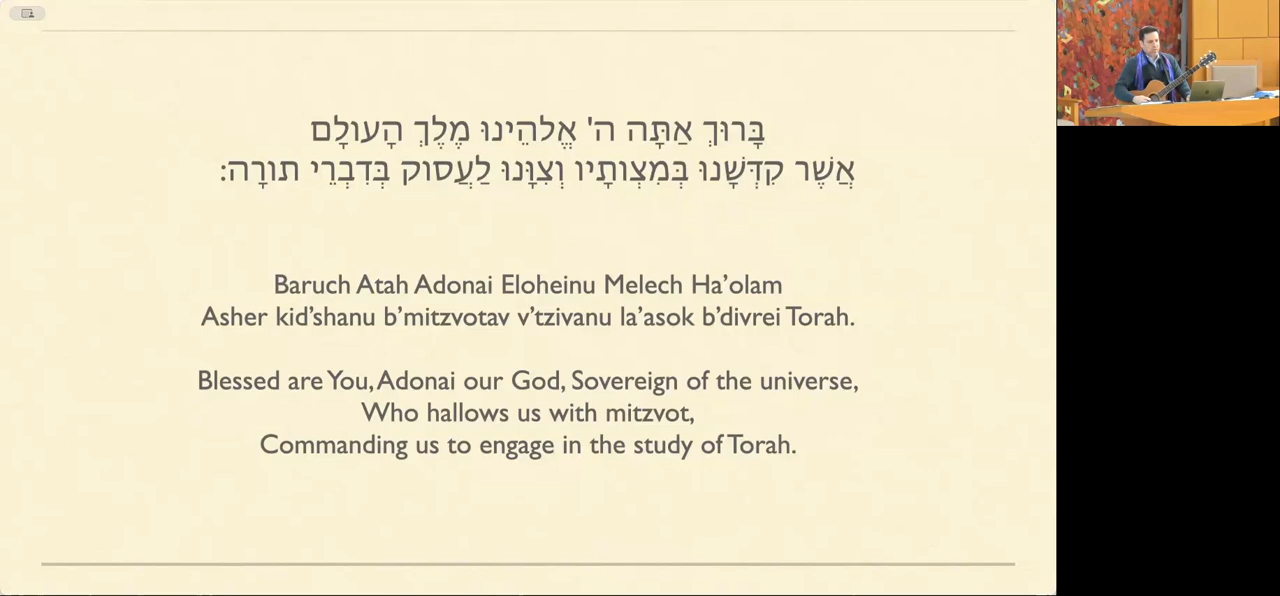 בָּרוּךְ אַתָּה ה' אֱלֹהֵינוּ מֶלֶךְ הָעוֹלָם
אֲשֶׁר קִדְּשָׁנוּ בְּמִצְוֹתָיו וְצִוָּנוּ לַעֲסוֹק בְּדִבְרֵי תוֹרָה:
Baruch Atah Adonai Eloheinu Melech Ha’olam
Asher kid’shanu b’mitzvotav v’tzivanu la’asok b’divrei Torah.
Blessed are You, Adonai our God, Sovereign of the universe,
Who hallows us with mitzvot,
Commanding us to engage in the study of Torah.